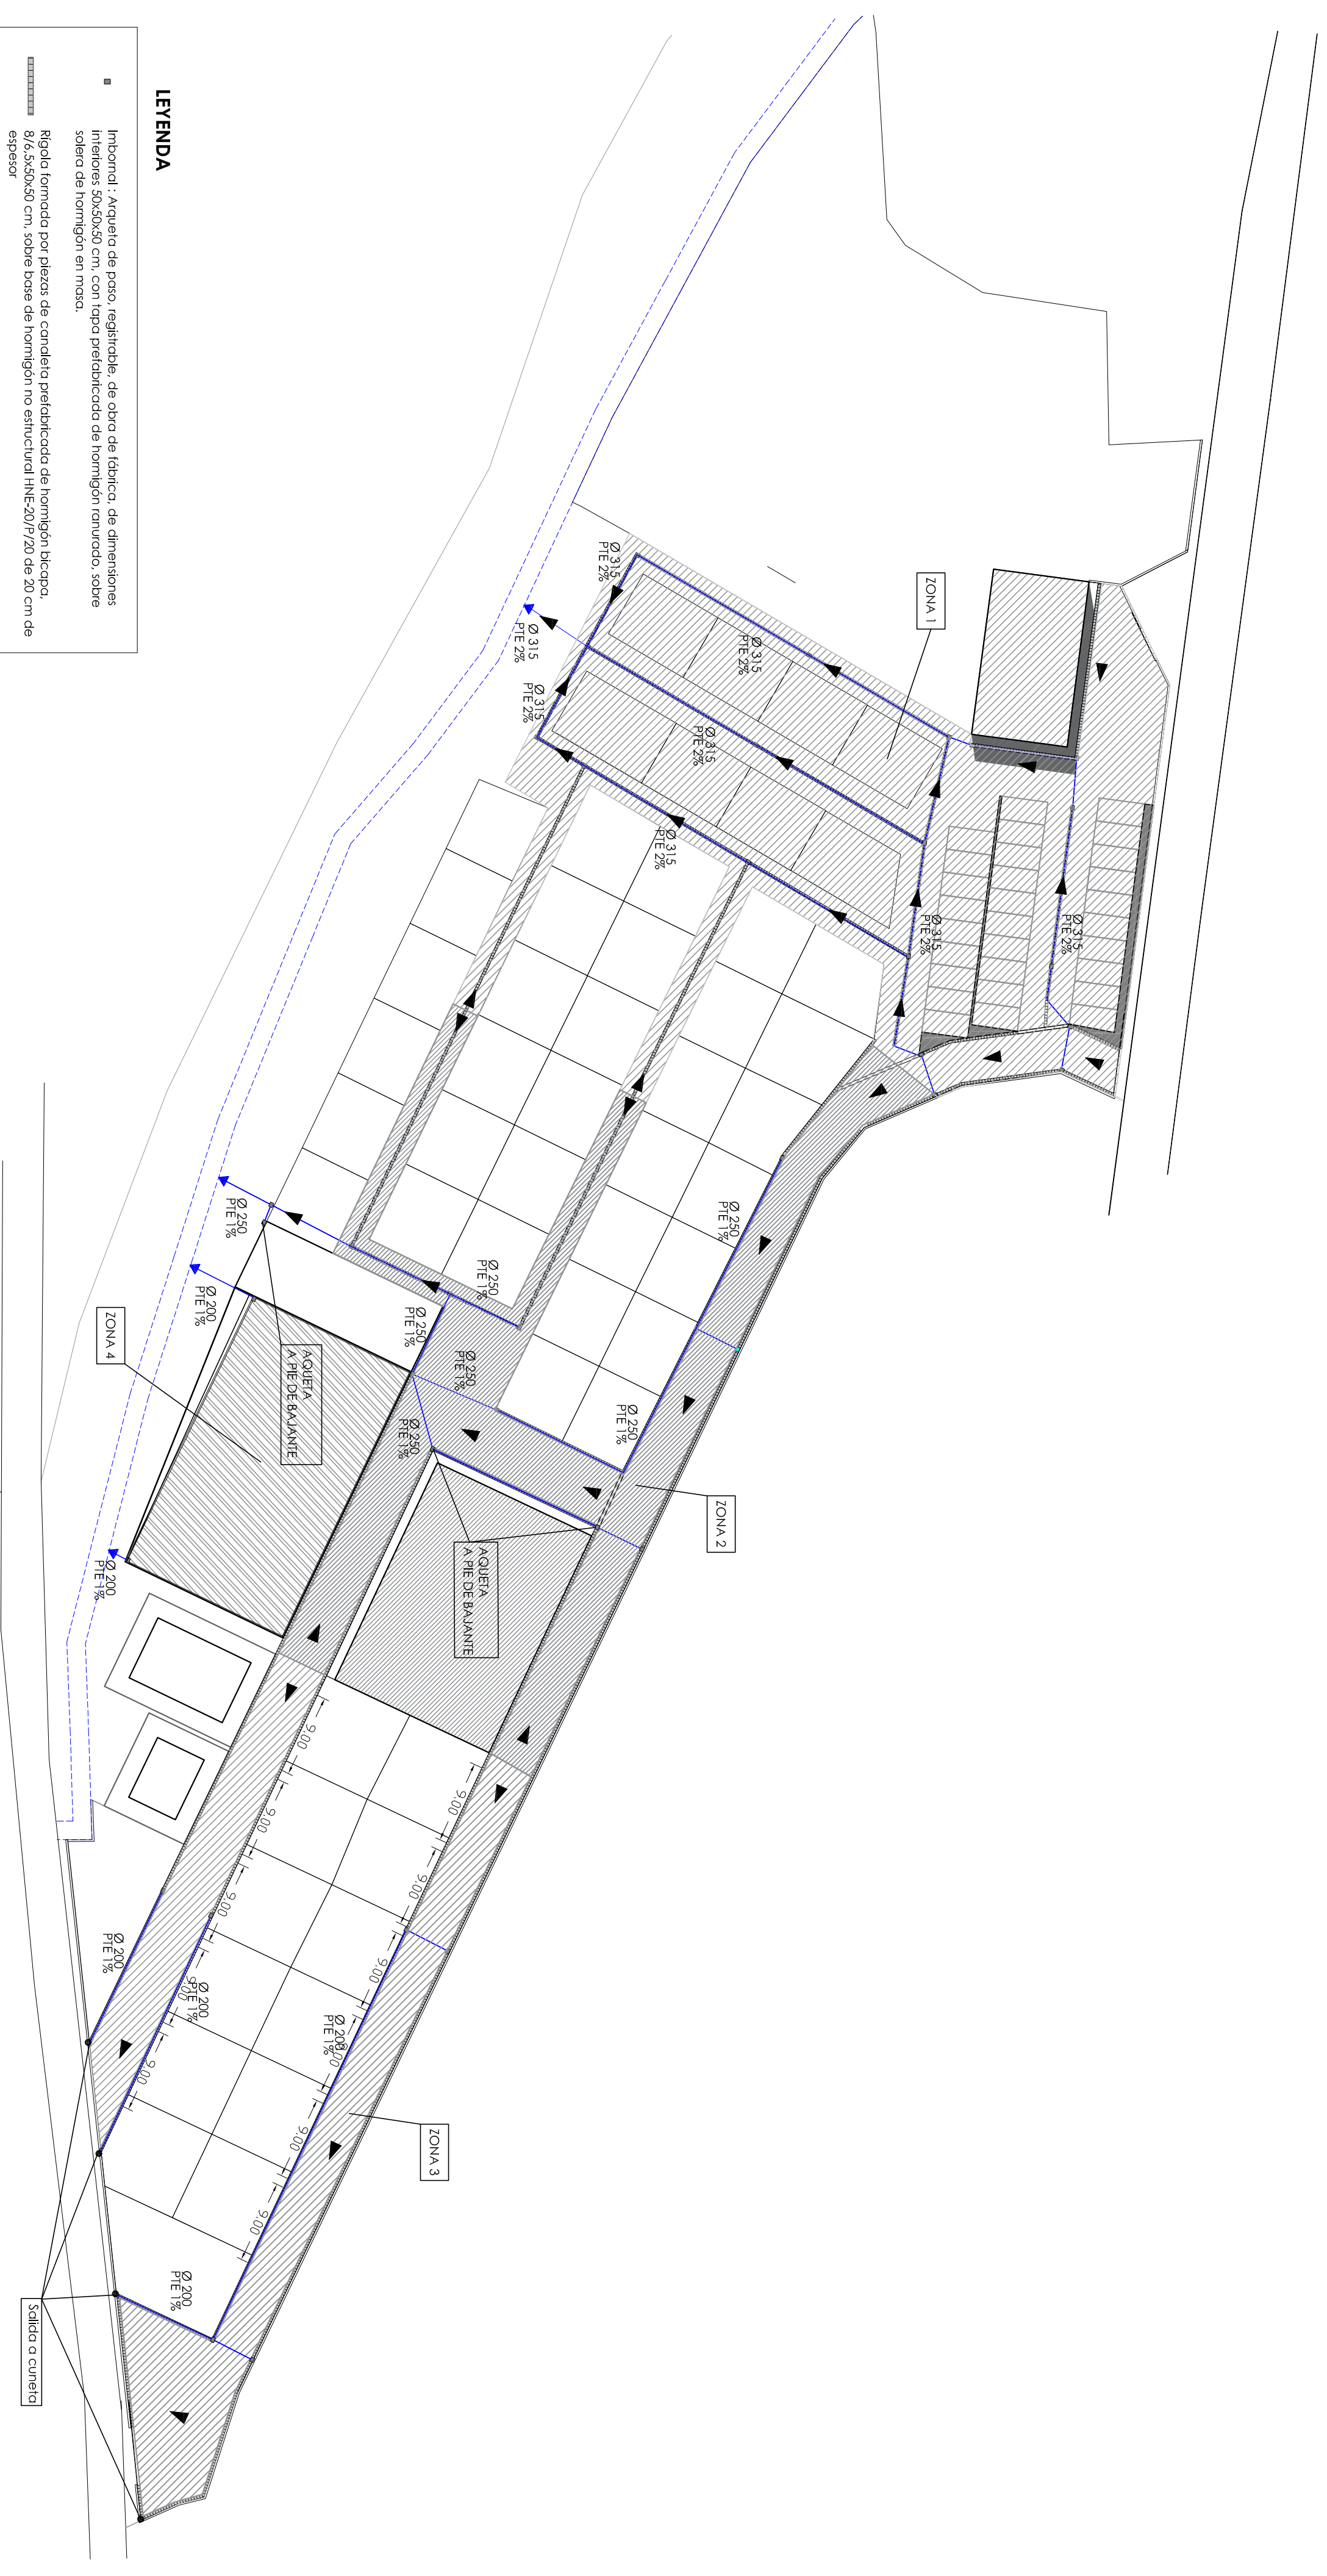 LEYENDA
Imbornal : Arqueta de paso, registrable, de obra de fábrica, de dimensiones
interiores 50x50x50 cm, con tapa prefabricada de hormigón ranurado, sobre
solera de hormigón en masa.
Rígola formada por piezas de canaleta prefabricada de hormigón bicapa,
8/6,5x50x50 cm, sobre base de hormigón no estructural HNE-20/P/20 de 20 cm de
espesor
ZONA 1
Ø 315
PTE 2%
Ø 315
PTE 2%
Ø 315
PTE 2%
Ø 315
PTE 2%
Ø 315
PTE 2%
Ø 315
PTE 2%
Ø 315
PTE 2%
Ø 315
PTE 2%
Ø 250
PTE 1%
Ø 250
PTE 1%
Ø 250
PTE 1%
Ø 250
PTE 1%
Ø 250
PTE 1%
Ø 250
PTE 1%
Ø 250
PTE 1%
Ø 200
PTE 1%
Ø 200
PTE 1%
ZONA 4
AQUETA
A PIE DE BAJANTE
AQUETA
A PIE DE BAJANTE
ZONA 2
9.00
9.00
9.00
9.00
9.00
9.00
9.00
9.00
9.00
9.00
9.00
Ø 200
PTE 1%
Ø 200
PTE 1%
Ø 200
PTE 1%
Ø 200
PTE 1%
ZONA 3
Salida a cuneta